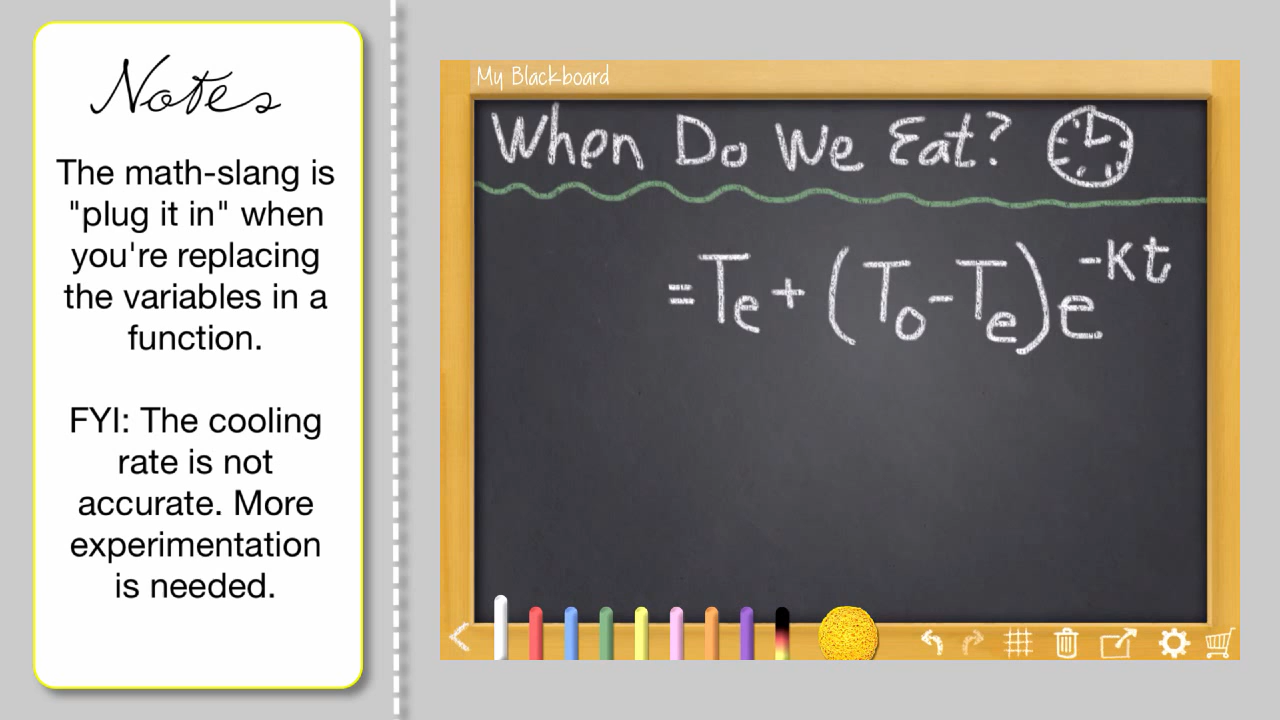 Notes
The math-slang is
"plug it in" when
you're replacing
the variables in a
function.
FYI: The cooling
rate is not
accurate. More
experimentation
is needed.
My Blackboard
When Do We Eat?
=Te+(To-Te)e^-kt